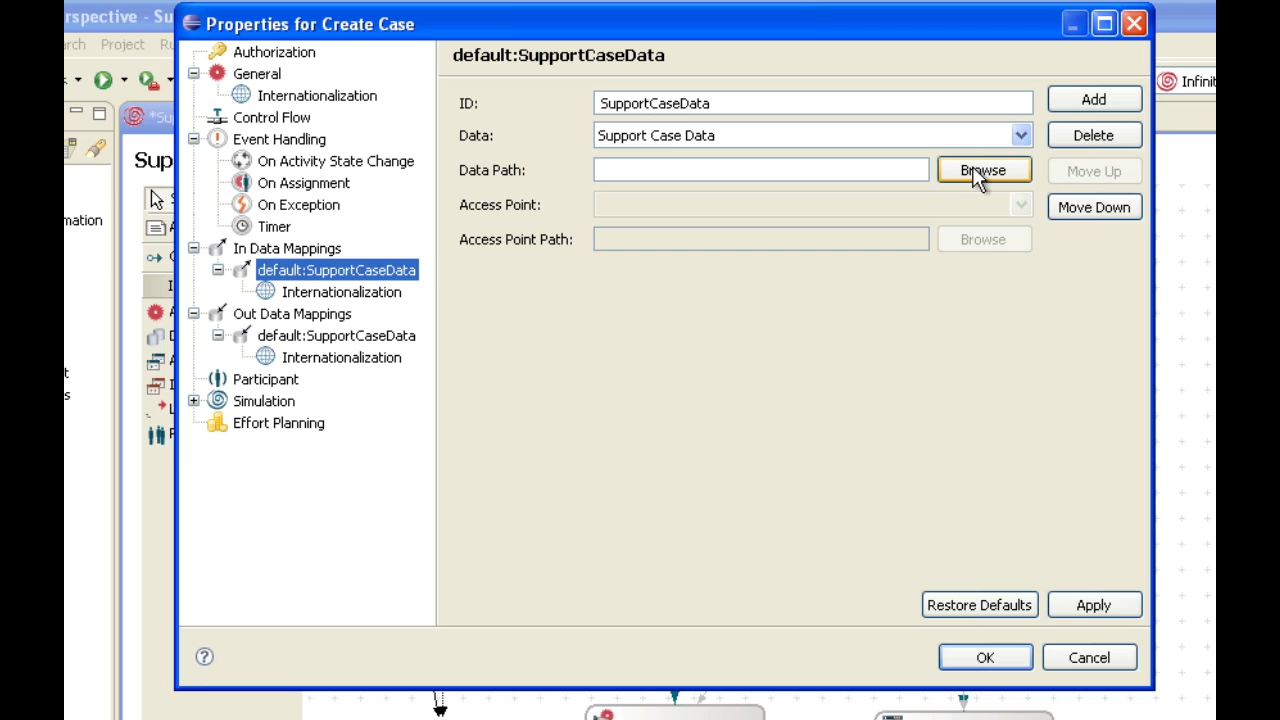 rspective - Su
Properties for Create Case
rch Project Ru
Infinit
*Su
Sup
mation
Authorization
General
Internationalization
Control Flow
Event Handling
On Activity State Change
On Assignment
On Exception
Timer
In Data Mappings
default:SupportCaseData
Internationalization
Out Data Mappings
default:SupportCaseData
Internationalization
Participant
Simulation
Effort Planning
default:SupportCaseData
ID: SupportCaseData Add
Data: Support Case Data Delete
Data Path: Browse Move Up
Access Point: Move Down
Access Point Path: Browse
Restore Defaults Apply
OK Cancel